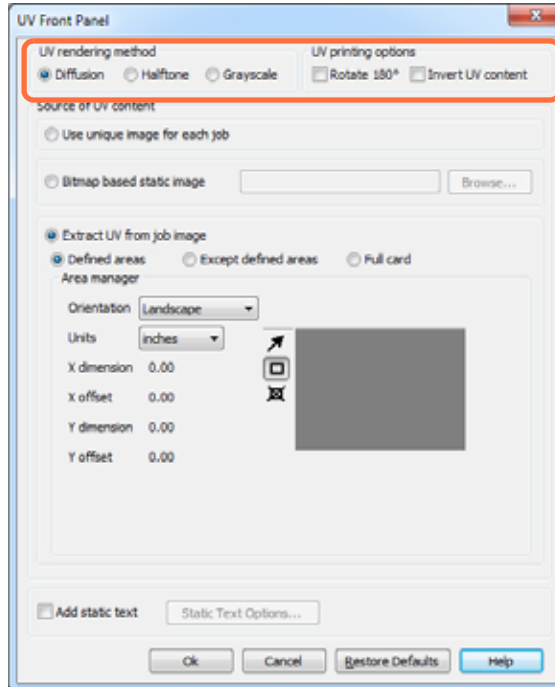 UV Front Panel
UV rendering method
Diffusion Halftone Grayscale
UV printing options
Rotate 180° Invert UV content
Source of UV content
Use unique image for each job
Bitmap based static image Browse...
Extract UV from job image
Defined areas Except defined areas Full card
Area manager
Orientation Landscape
Units inches
X dimension 0.00
X offset 0.00
Y dimension 0.00
Y offset 0.00
Add static text Static Text Options...
Ok Cancel Restore Defaults Help